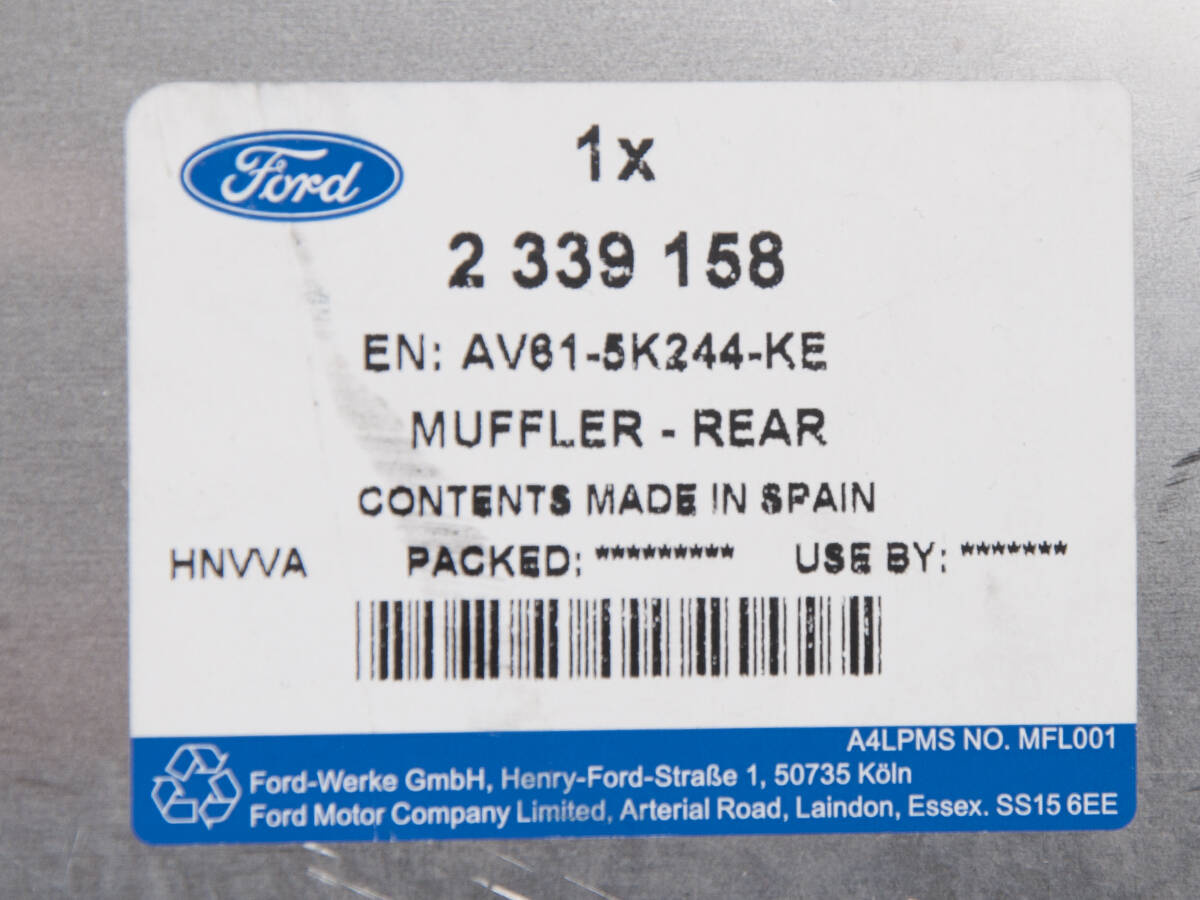 Ford
1x
2 339 158
EN: AV61-5K244-KE
MUFFLER - REAR
CONTENTS MADE IN SPAIN
HNVVA PACKED: ********* USE BY: *******
A4LPMS NO. MFL001
Ford-Werke GmbH, Henry-Ford-Straße 1, 50735 Köln
Ford Motor Company Limited, Arterial Road, Laindon, Essex. SS15 6EE